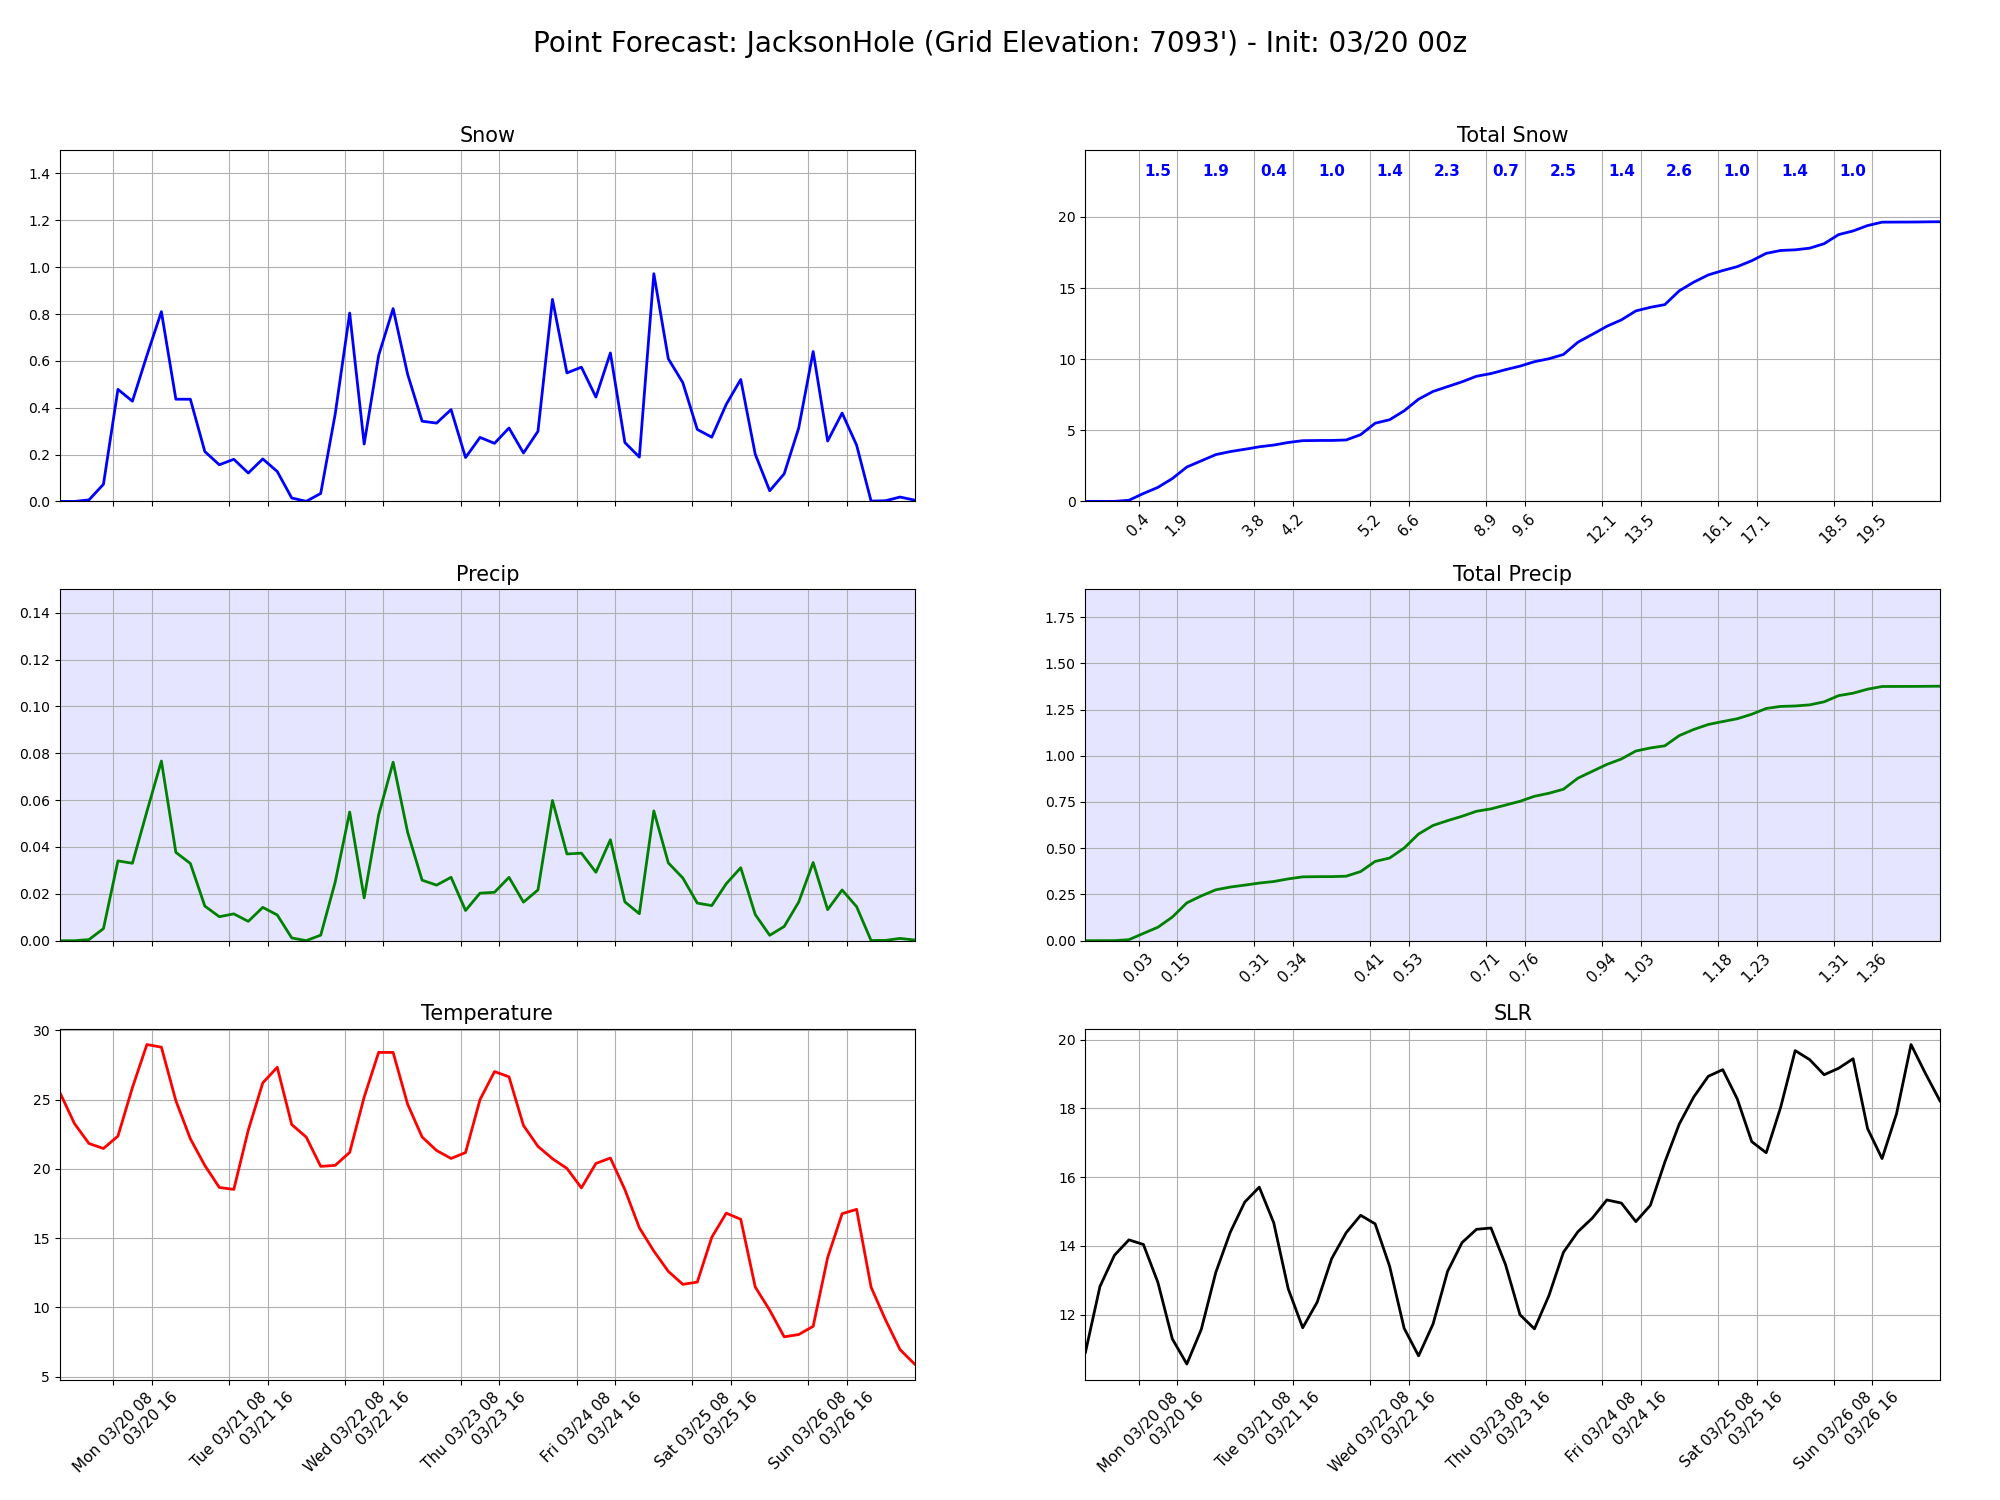 Point Forecast: JacksonHole (Grid Elevation: 7093') - Init: 03/20 00z
Snow
1.4
1.2
1.0
0.8
0.6
0.4
0.2
0.0
Total Snow
1.5 1.9 0.4 1.0 1.4 2.3 0.7 2.5 1.4 2.6 1.0 1.4 1.0
20
15
10
5
0
0.4 1.9 3.8 4.2 5.2 6.6 8.9 9.6 12.1 13.5 16.1 17.1 18.5 19.5
Precip
0.14
0.12
0.10
0.08
0.06
0.04
0.02
0.00
Total Precip
1.75
1.50
1.25
1.00
0.75
0.50
0.25
0.00
0.03 0.15 0.31 0.34 0.41 0.53 0.71 0.76 0.94 1.03 1.18 1.23 1.31 1.36
Temperature
30
25
20
15
10
5
Mon 03/20 08
03/20 16
Tue 03/21 08
03/21 16
Wed 03/22 08
03/22 16
Thu 03/23 08
03/23 16
Fri 03/24 08
03/24 16
Sat 03/25 08
03/25 16
Sun 03/26 08
03/26 16
SLR
20
18
16
14
12
Mon 03/20 08
03/20 16
Tue 03/21 08
03/21 16
Wed 03/22 08
03/22 16
Thu 03/23 08
03/23 16
Fri 03/24 08
03/24 16
Sat 03/25 08
03/25 16
Sun 03/26 08
03/26 16